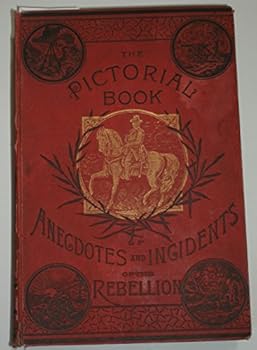 THE
PICTORIAL
BOOK
OF
ANECDOTES AND INCIDENTS
OF THE
REBELLION